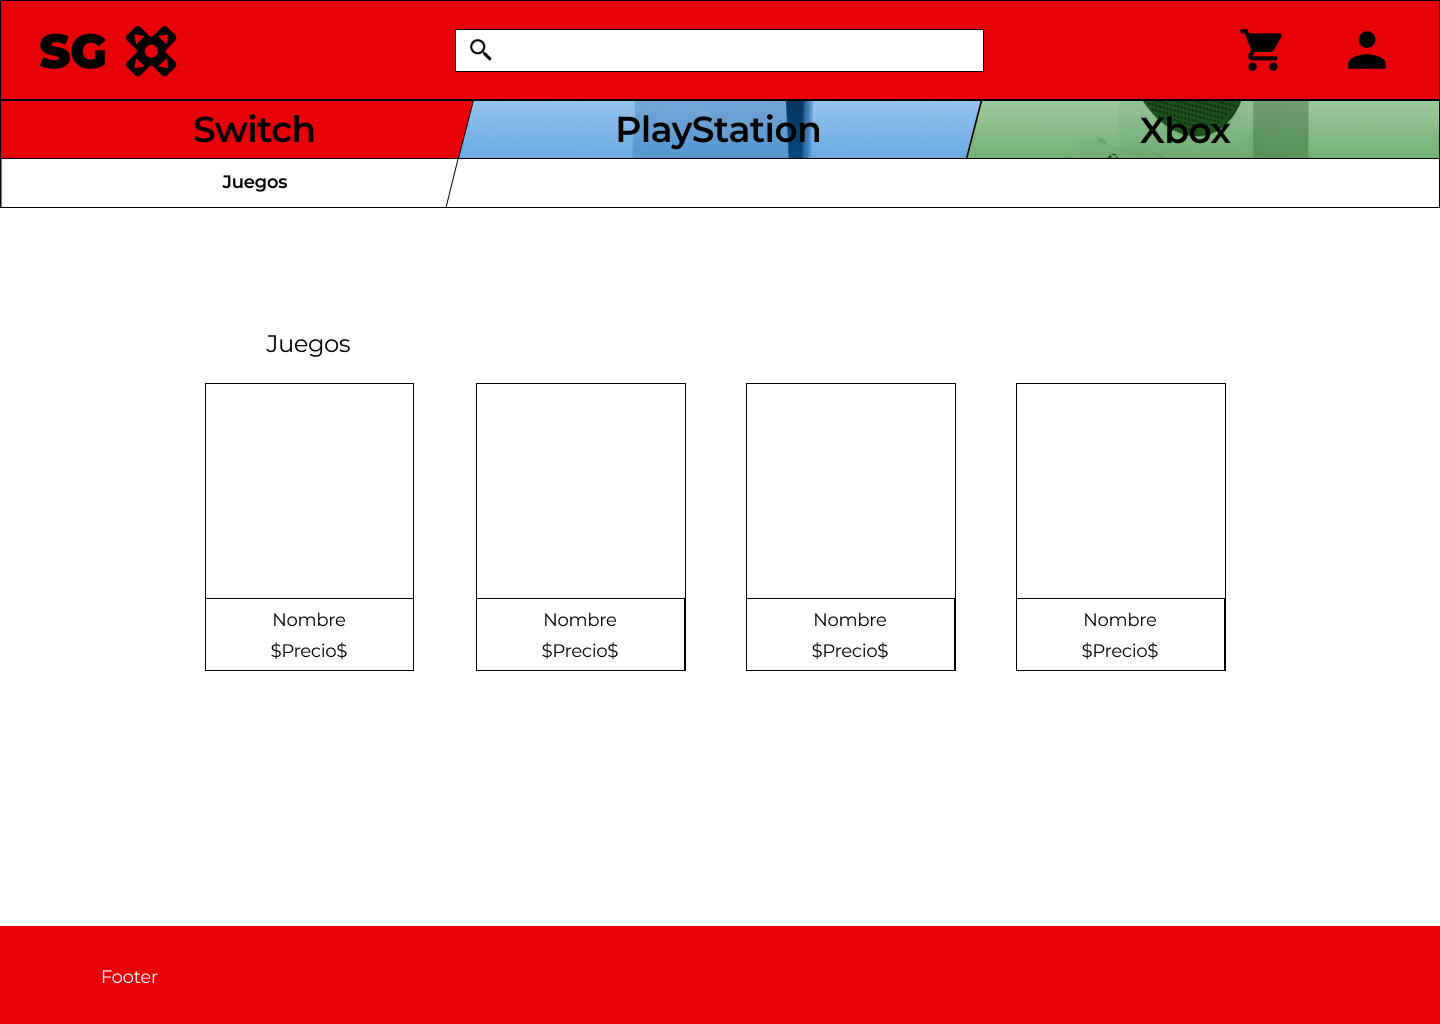 SG
Switch
PlayStation
Xbox
Juegos
Juegos
Nombre
$Precio$
Nombre
$Precio$
Nombre
$Precio$
Nombre
$Precio$
Footer